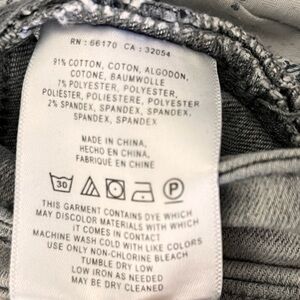 RN : 66170 CA : 32054
91% COTTON, COTON, ALGODON,
COTONE, BAUMWOLLE
7% POLYESTER, POLYESTER,
POLIESTER, POLIESTERE, POLYESTER
2% SPANDEX, SPANDEX, SPANDEX,
SPANDEX, SPANDEX
MADE IN CHINA,
HECHO EN CHINA,
FABRIQUÉ EN CHINE
30 P
THIS GARMENT CONTAINS DYE WHICH
MAY DISCOLOR MATERIALS WITH WHICH
IT COMES IN CONTACT
MACHINE WASH COLD WITH LIKE COLORS
USE ONLY NON-CHLORINE BLEACH
TUMBLE DRY LOW
LOW IRON AS NEEDED
MAY BE DRY CLEANED